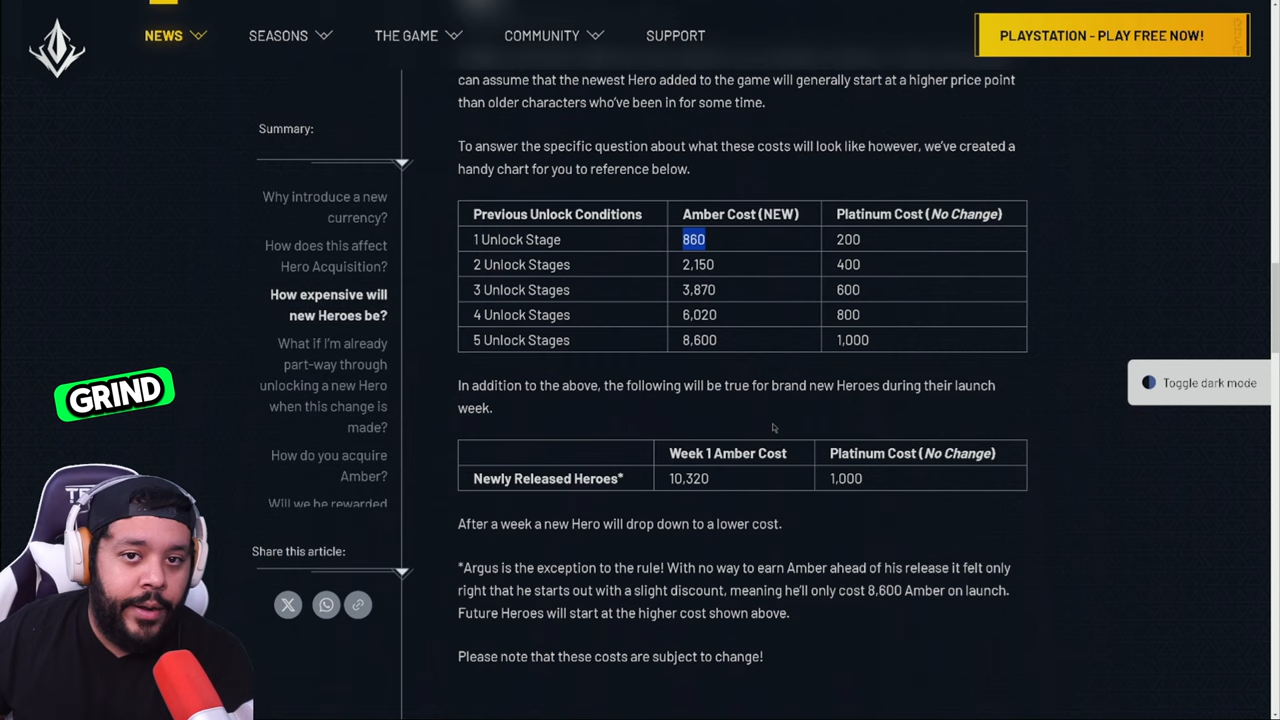 NEWS SEASONS THE GAME COMMUNITY SUPPORT PLAYSTATION - PLAY FREE NOW!
can assume that the newest Hero added to the game will generally start at a higher price point
than older characters who've been in for some time.
To answer the specific question about what these costs will look like however, we've created a
handy chart for you to reference below.
Previous Unlock Conditions Amber Cost (NEW) Platinum Cost (No Change)
1 Unlock Stage 860 200
2 Unlock Stages 2,150 400
3 Unlock Stages 3,870 600
4 Unlock Stages 6,020 800
5 Unlock Stages 8,600 1,000
In addition to the above, the following will be true for brand new Heroes during their launch
week.
Week 1 Amber Cost Platinum Cost (No Change)
Newly Released Heroes* 10,320 1,000
After a week a new Hero will drop down to a lower cost.
*Argus is the exception to the rule! With no way to earn Amber ahead of his release it felt only
right that he starts out with a slight discount, meaning he'll only cost 8,600 Amber on launch.
Future Heroes will start at the higher cost shown above.
Please note that these costs are subject to change!
Summary:
Why introduce a new
currency?
How does this affect
Hero Acquisition?
How expensive will
new Heroes be?
What if I'm already
part-way through
unlocking a new Hero
when this change is
made?
How do you acquire
Amber?
Will we be rewarded
Share this article:
Toggle dark mode
GRIND